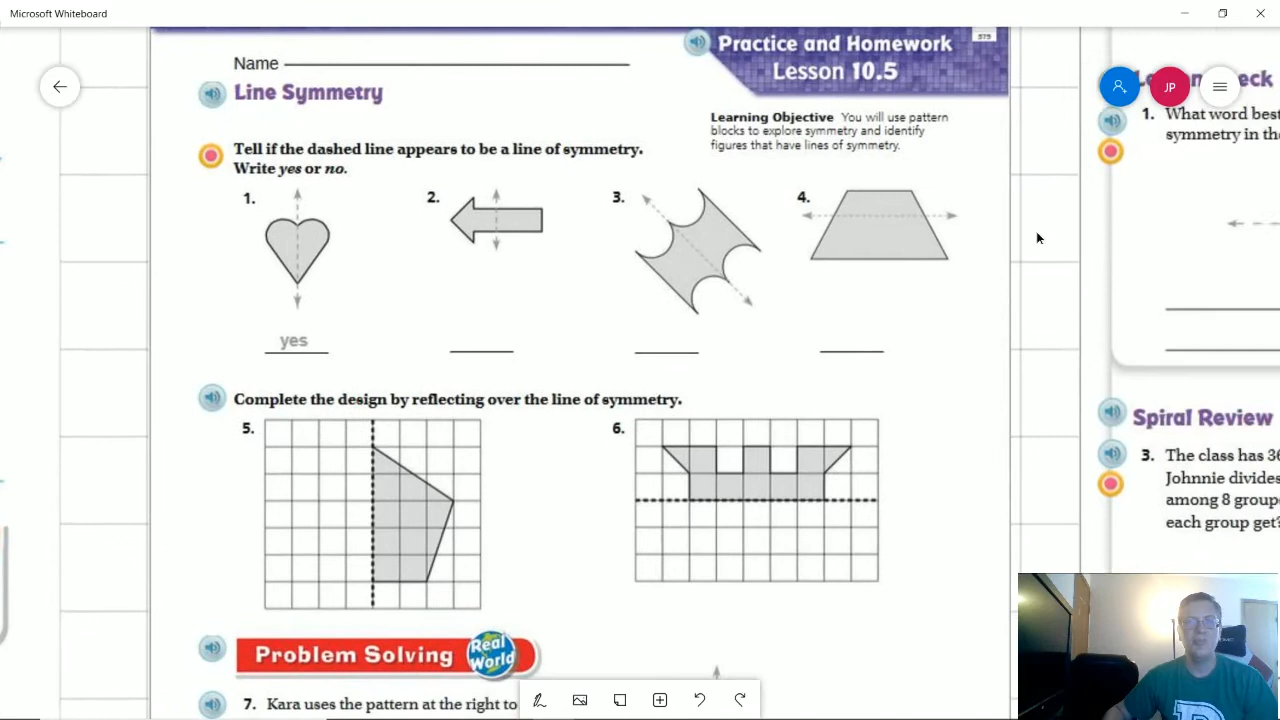 Microsoft Whiteboard
Name
Practice and Homework
Lesson 10.5
575
JP
Line Symmetry
Learning Objective You will use pattern
blocks to explore symmetry and identify
figures that have lines of symmetry.
Tell if the dashed line appears to be a line of symmetry.
Write yes or no.
1.
2.
3.
4.
yes
Complete the design by reflecting over the line of symmetry.
5.
6.
Problem Solving
Real
World
7. Kara uses the pattern at the right to
1. What word best
symmetry in the
Spiral Review
3. The class has 36
Johnnie divides
among 8 groups
each group get?